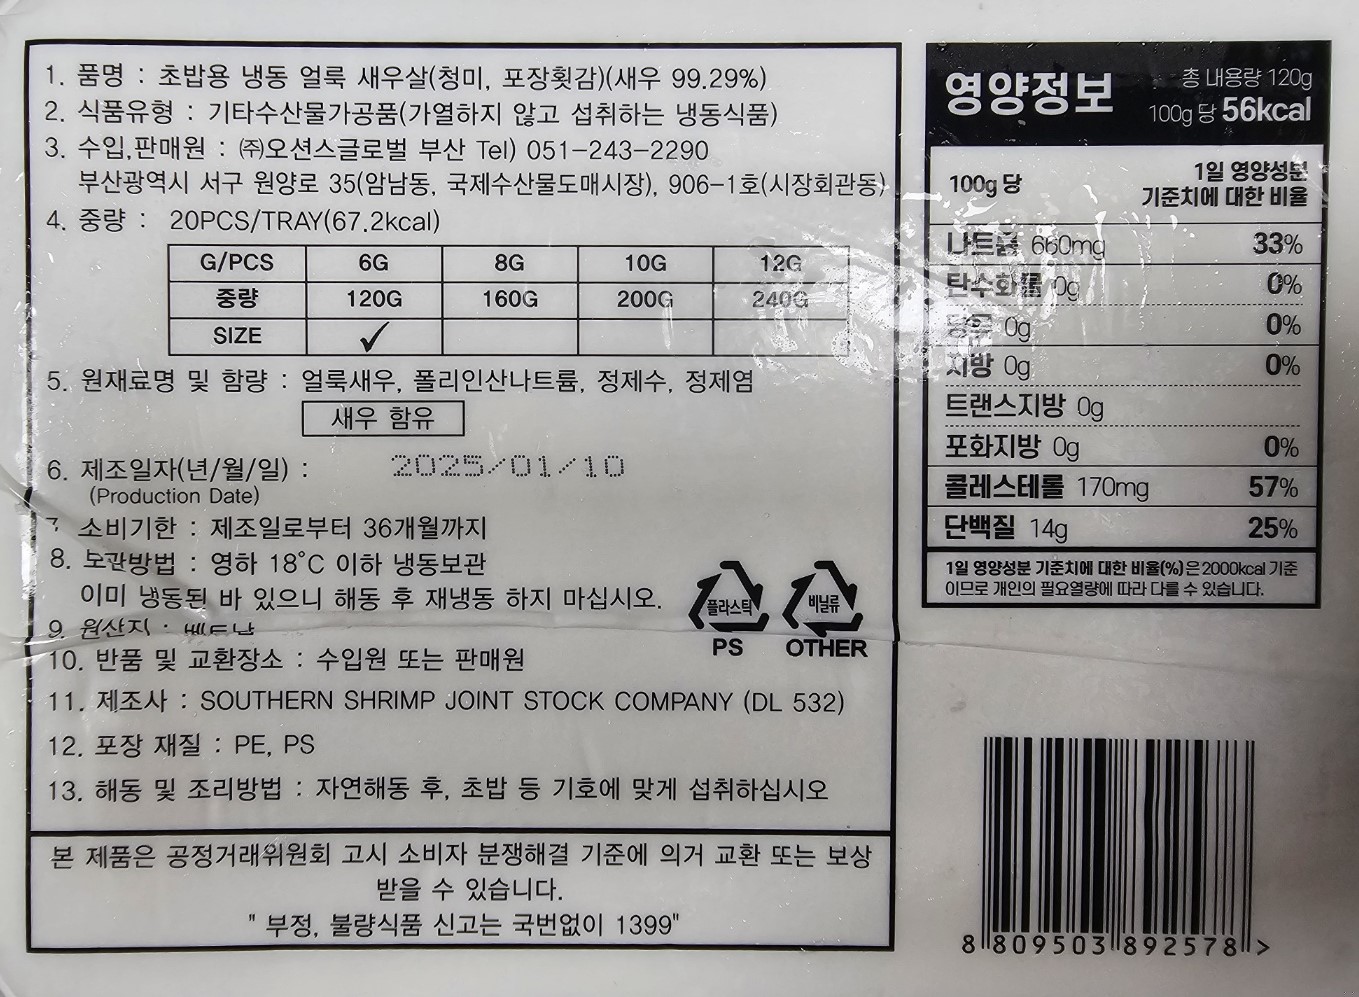 1. 품명 : 초밥용 냉동 얼룩 새우살(청미, 포장횟감)(새우 99.29%)
2. 식품유형 : 기타수산물가공품(가열하지 않고 섭취하는 냉동식품)
3. 수입,판매원 : ㈜오션스글로벌 부산 Tel) 051-243-2290
부산광역시 서구 원양로 35(암남동, 국제수산물도매시장), 906-1호(시장회관동)
4. 중량 : 20PCS/TRAY(67.2kcal)
G/PCS 6G 8G 10G 12G
중량 120G 160G 200G 240G
SIZE ✓
5. 원재료명 및 함량 : 얼룩새우, 폴리인산나트륨, 정제수, 정제염
새우 함유
6. 제조일자(년/월/일) : 2025/01/10
(Production Date)
7. 소비기한 : 제조일로부터 36개월까지
8. 보관방법 : 영하 18°C 이하 냉동보관
이미 냉동된 바 있으니 해동 후 재냉동 하지 마십시오.
9. 원산지 : 베트남
플라스틱 비닐류
PS OTHER
10. 반품 및 교환장소 : 수입원 또는 판매원
11. 제조사 : SOUTHERN SHRIMP JOINT STOCK COMPANY (DL 532)
12. 포장 재질 : PE, PS
13. 해동 및 조리방법 : 자연해동 후, 초밥 등 기호에 맞게 섭취하십시오
본 제품은 공정거래위원회 고시 소비자 분쟁해결 기준에 의거 교환 또는 보상
받을 수 있습니다.
" 부정, 불량식품 신고는 국번없이 1399"
영양정보
총 내용량 120g
100g 당 56kcal
100g 당
1일 영양성분
기준치에 대한 비율
나트륨 660mg 33%
탄수화물 0g 0%
당류 0g 0%
지방 0g 0%
트랜스지방 0g
포화지방 0g 0%
콜레스테롤 170mg 57%
단백질 14g 25%
1일 영양성분 기준치에 대한 비율(%)은 2000kcal 기준
이므로 개인의 필요열량에 따라 다를 수 있습니다.
8 809503 892578 >